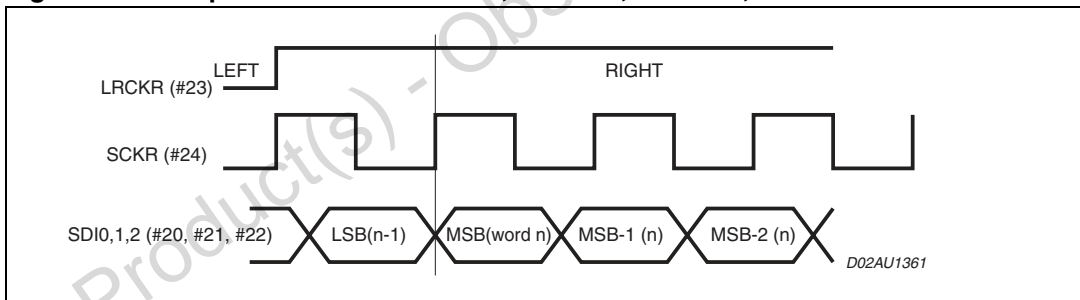 LEFT
RIGHT
LRCKR (#23)
SCKR (#24)
SDI0,1,2 (#20, #21, #22)
LSB(n-1)
MSB(word n)
MSB-1 (n)
MSB-2 (n)
D02AU1361
Product(s) - Obs